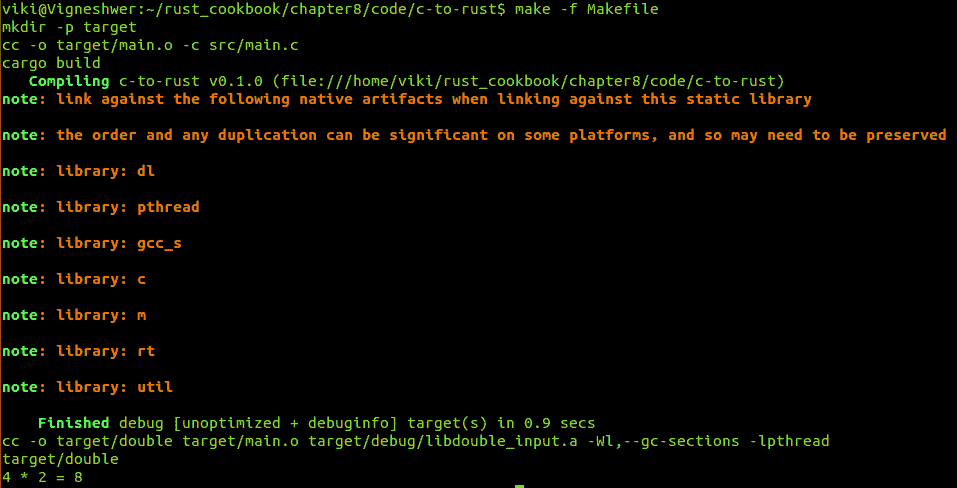 viki@Vigneshwer:~/rust_cookbook/chapter8/code/c-to-rust$ make -f Makefile
mkdir -p target
cc -o target/main.o -c src/main.c
cargo build
   Compiling c-to-rust v0.1.0 (file:///home/viki/rust_cookbook/chapter8/code/c-to-rust)
note: link against the following native artifacts when linking against this static library
note: the order and any duplication can be significant on some platforms, and so may need to be preserved
note: library: dl
note: library: pthread
note: library: gcc_s
note: library: c
note: library: m
note: library: rt
note: library: util
    Finished debug [unoptimized + debuginfo] target(s) in 0.9 secs
cc -o target/double target/main.o target/debug/libdouble_input.a -Wl,--gc-sections -lpthread
target/double
4 * 2 = 8